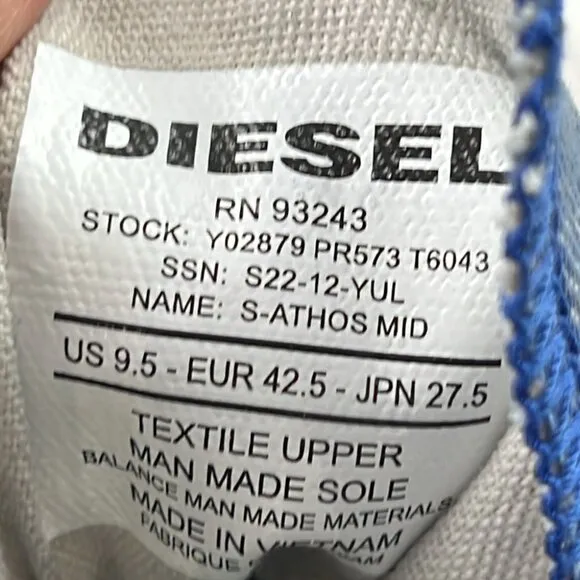 DIESEL
RN 93243
STOCK: Y02879 PR573 T6043
SSN: S22-12-YUL
NAME: S-ATHOS MID
US 9.5 - EUR 42.5 - JPN 27.5
TEXTILE UPPER
MAN MADE SOLE
BALANCE MAN MADE MATERIALS
MADE IN VIETNAM
FABRIQUE